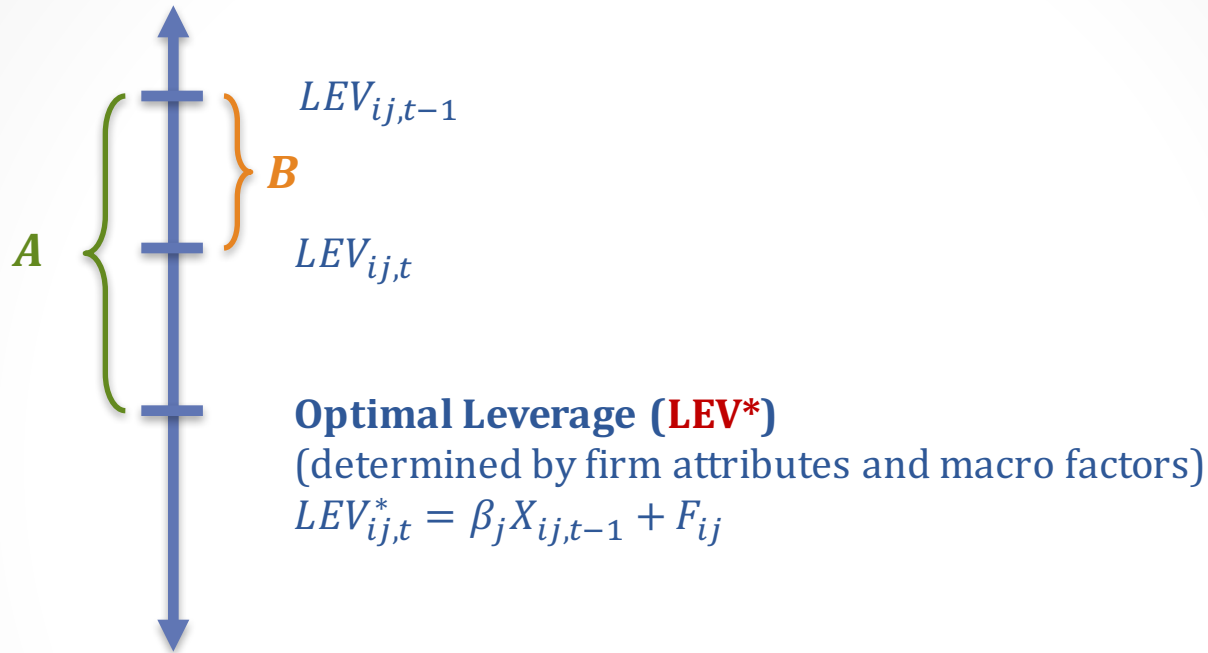 LEV_{ij,t−1}
B
A
LEV_{ij,t}
Optimal Leverage (LEV*)
(determined by firm attributes and macro factors)
LEV^{*}_{ij,t} = β_{j}X_{ij,t−1} + F_{ij}